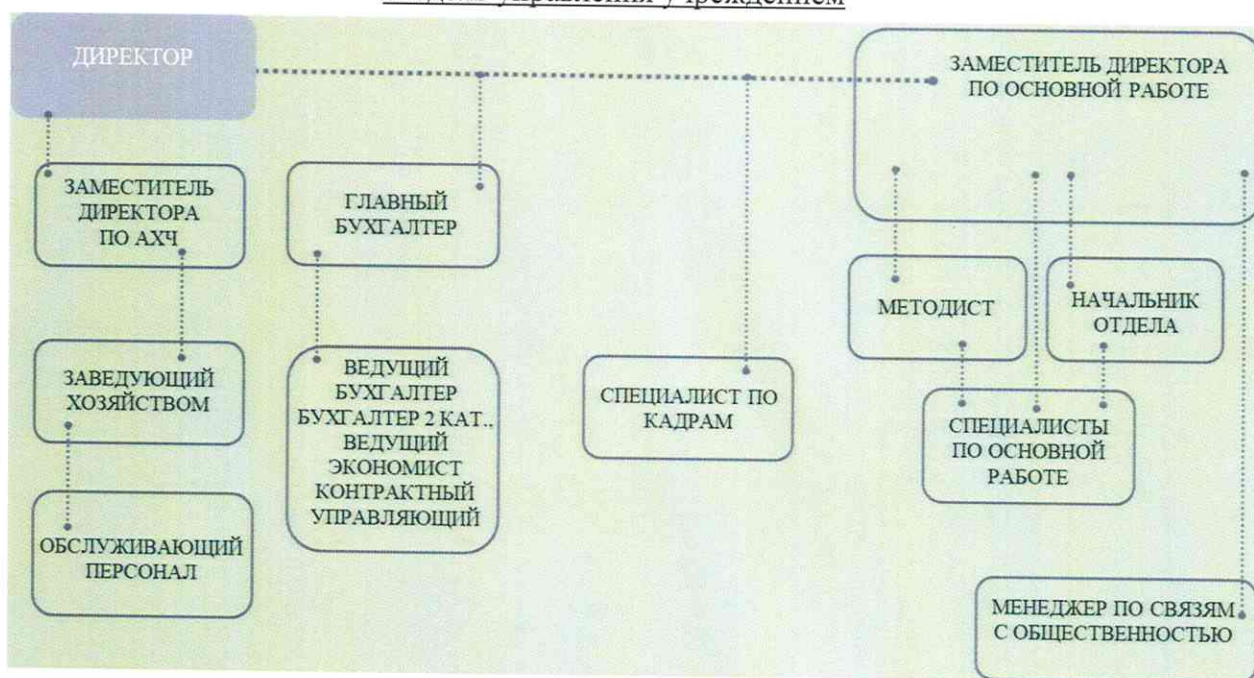 управления учреждением
ДИРЕКТОР
ЗАМЕСТИТЕЛЬ ДИРЕКТОРА
ПО ОСНОВНОЙ РАБОТЕ
ЗАМЕСТИТЕЛЬ
ДИРЕКТОРА
ПО АХЧ
ГЛАВНЫЙ
БУХГАЛТЕР
МЕТОДИСТ
НАЧАЛЬНИК
ОТДЕЛА
ЗАВЕДУЮЩИЙ
ХОЗЯЙСТВОМ
ВЕДУЩИЙ
БУХГАЛТЕР
БУХГАЛТЕР 2 КАТ..
ВЕДУЩИЙ
ЭКОНОМИСТ
КОНТРАКТНЫЙ
УПРАВЛЯЮЩИЙ
СПЕЦИАЛИСТ ПО
КАДРАМ
СПЕЦИАЛИСТЫ
ПО ОСНОВНОЙ
РАБОТЕ
ОБСЛУЖИВАЮЩИЙ
ПЕРСОНАЛ
МЕНЕДЖЕР ПО СВЯЗЯМ
С ОБЩЕСТВЕННОСТЬЮ